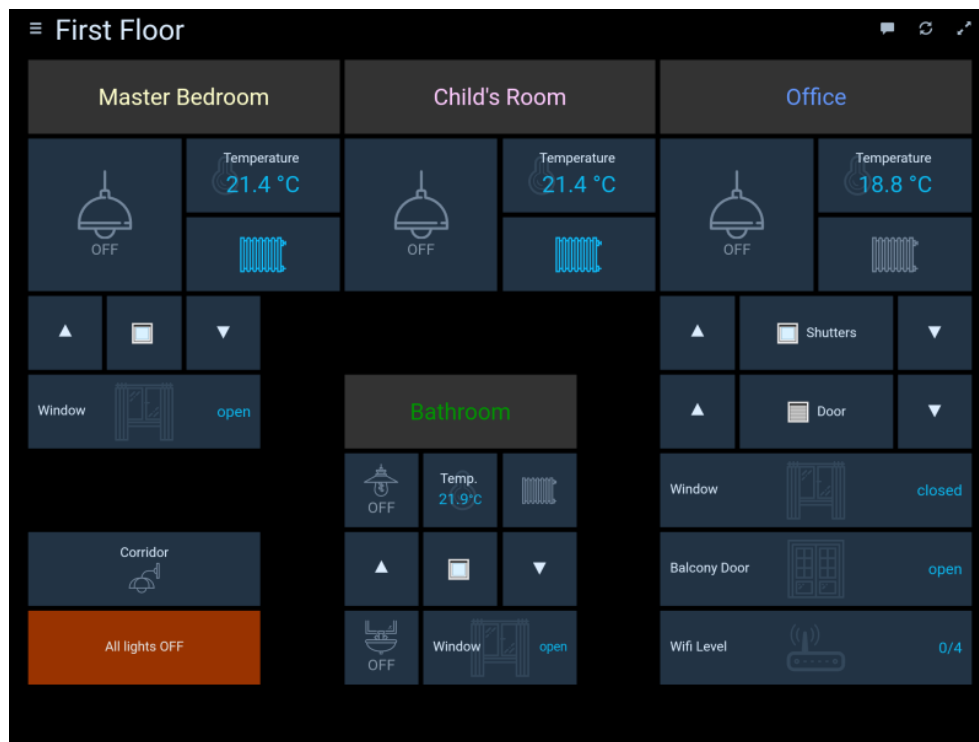 First Floor
Master Bedroom
Child's Room
Office
Temperature
21.4 °C
OFF
Temperature
21.4 °C
OFF
Temperature
18.8 °C
OFF
Shutters
Window
open
Bathroom
Door
Temp.
21.9°C
OFF
Window
closed
Corridor
Balcony Door
open
All lights OFF
OFF
Window
open
Wifi Level
0/4